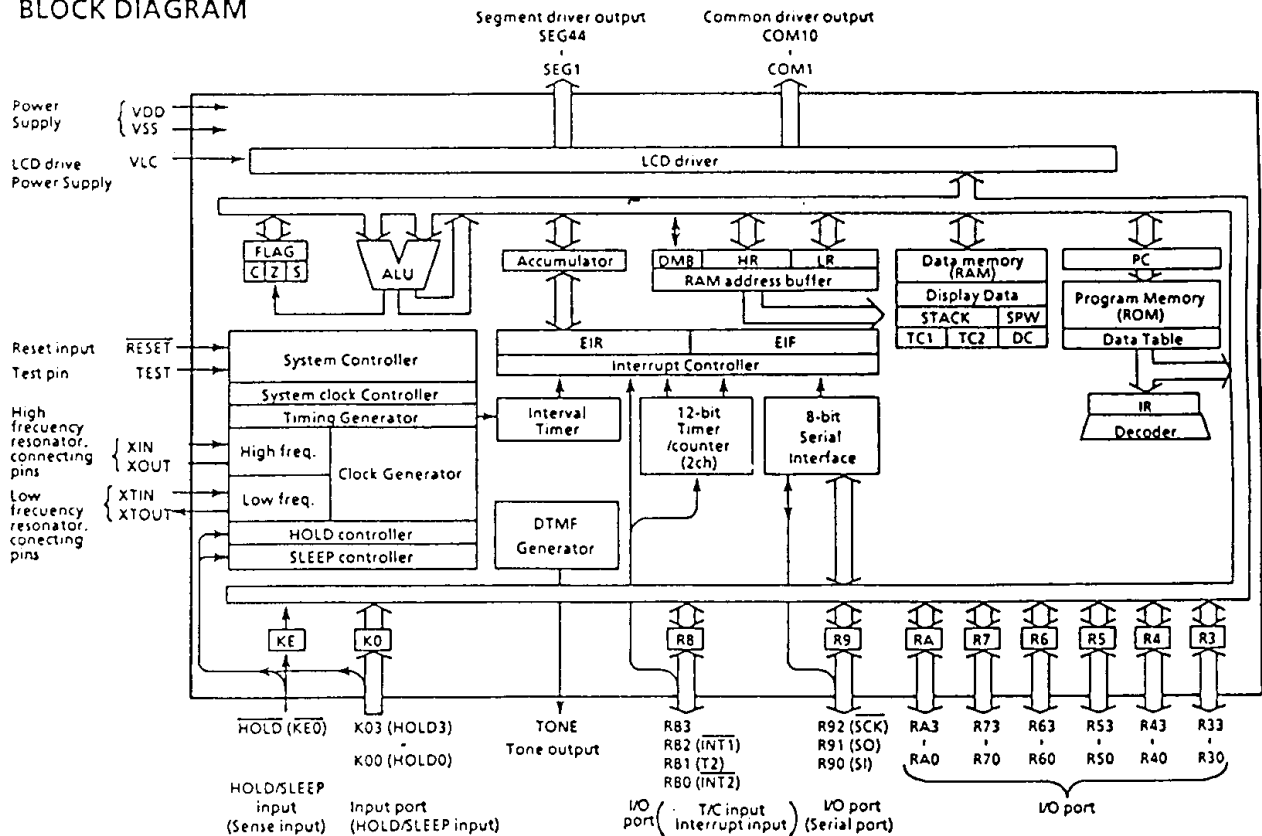 BLOCK DIAGRAM
Segment driver output
SEG44
SEG1
Common driver output
COM10
COM1
Power
Supply
VDD
VSS
LCD drive
Power Supply
VLC
LCD driver
FLAG
C Z S
ALU
Accumulator
DMB HR LR
RAM address buffer
Data memory
(RAM)
Display Data
STACK SPW
TC1 TC2 DC
PC
Program Memory
(ROM)
Data Table
IR
Decoder
Reset input RESET
Test pin TEST
System Controller
System clock Controller
Timing Generator
High freq.
Low freq.
Clock Generator
HOLD controller
SLEEP controller
High
frecuency
resonator.
connecting
pins
XIN
XOUT
Low
frecuency
resonator.
conecting
pins
XTIN
XTOUT
EIR EIF
Interrupt Controller
Interval
Timer
12-bit
Timer
/counter
(2ch)
8-bit
Serial
Interface
DTMF
Generator
KE K0 R8 R9 RA R7 R6 R5 R4 R3
HOLD (KE0)
HOLD/SLEEP
input
(Sense input)
K03 (HOLD3)
K00 (HOLD0)
Input port
(HOLD/SLEEP input)
TONE
Tone output
R83
R82 (INT1)
R81 (T2)
R80 (INT2)
I/O
port
( T/C input
Interrupt input )
R92 (SCK)
R91 (SO)
R90 (SI)
I/O port
(Serial port)
RA3 R73 R63 R53 R43 R33
RA0 R70 R60 R50 R40 R30
I/O port